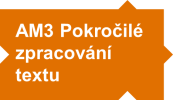 AM3 Pokročilé
zpracování
textu